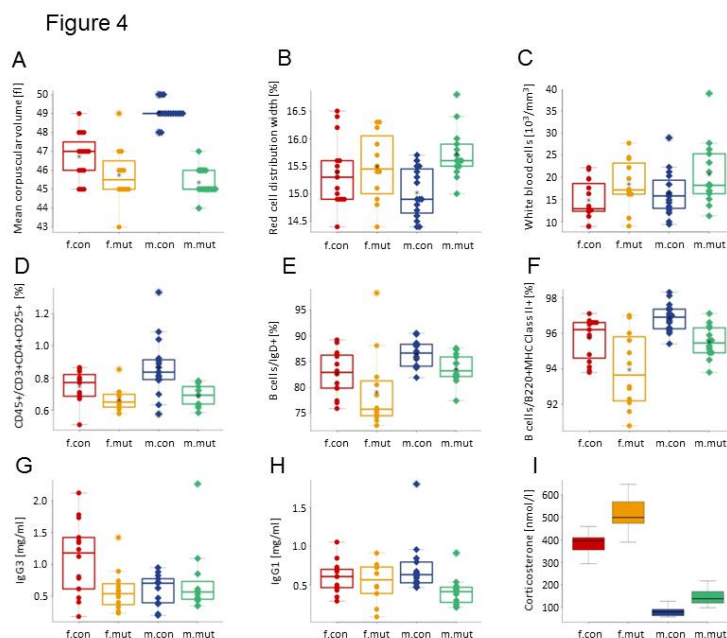 Figure 4
A
Mean corpuscular volume [fl]
50
49
48
47
46
45
44
43
f.con f.mut m.con m.mut
B
Red cell distribution width [%]
16.5
16.0
15.5
15.0
14.5
f.con f.mut m.con m.mut
C
White blood cells [10³/mm³]
40
35
30
25
20
15
10
f.con f.mut m.con m.mut
D
CD45+/CD3+CD4+CD25+ [%]
1.2
1.0
0.8
0.6
f.con f.mut m.con m.mut
E
B cells/IgD+) [%]
95
90
85
80
75
f.con f.mut m.con m.mut
F
B cells/B220+MHC Class II+ [%]
98
96
94
92
f.con f.mut m.con m.mut
G
IgG3 [mg/ml]
2.0
1.5
1.0
0.5
f.con f.mut m.con m.mut
H
IgG1 [mg/ml]
1.5
1.0
0.5
f.con f.mut m.con m.mut
I
Corticosterone [nmol/l]
600
500
400
300
200
100
f.con f.mut m.con m.mut